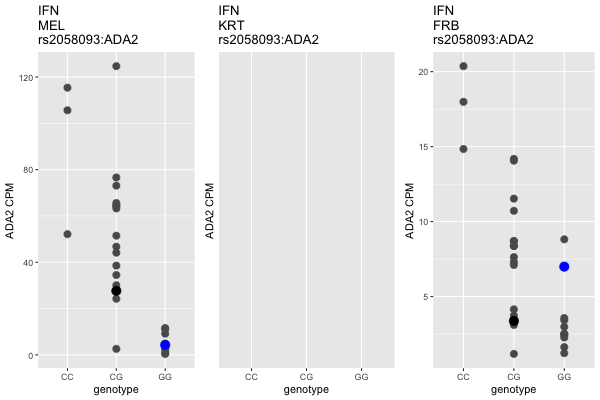 IFN
MEL
rs2058093:ADA2
120
80
40
0
ADA2 CPM
CC
CG
GG
genotype
IFN
KRT
rs2058093:ADA2
ADA2 CPM
CC
CG
GG
genotype
IFN
FRB
rs2058093:ADA2
20
15
10
5
ADA2 CPM
CC
CG
GG
genotype